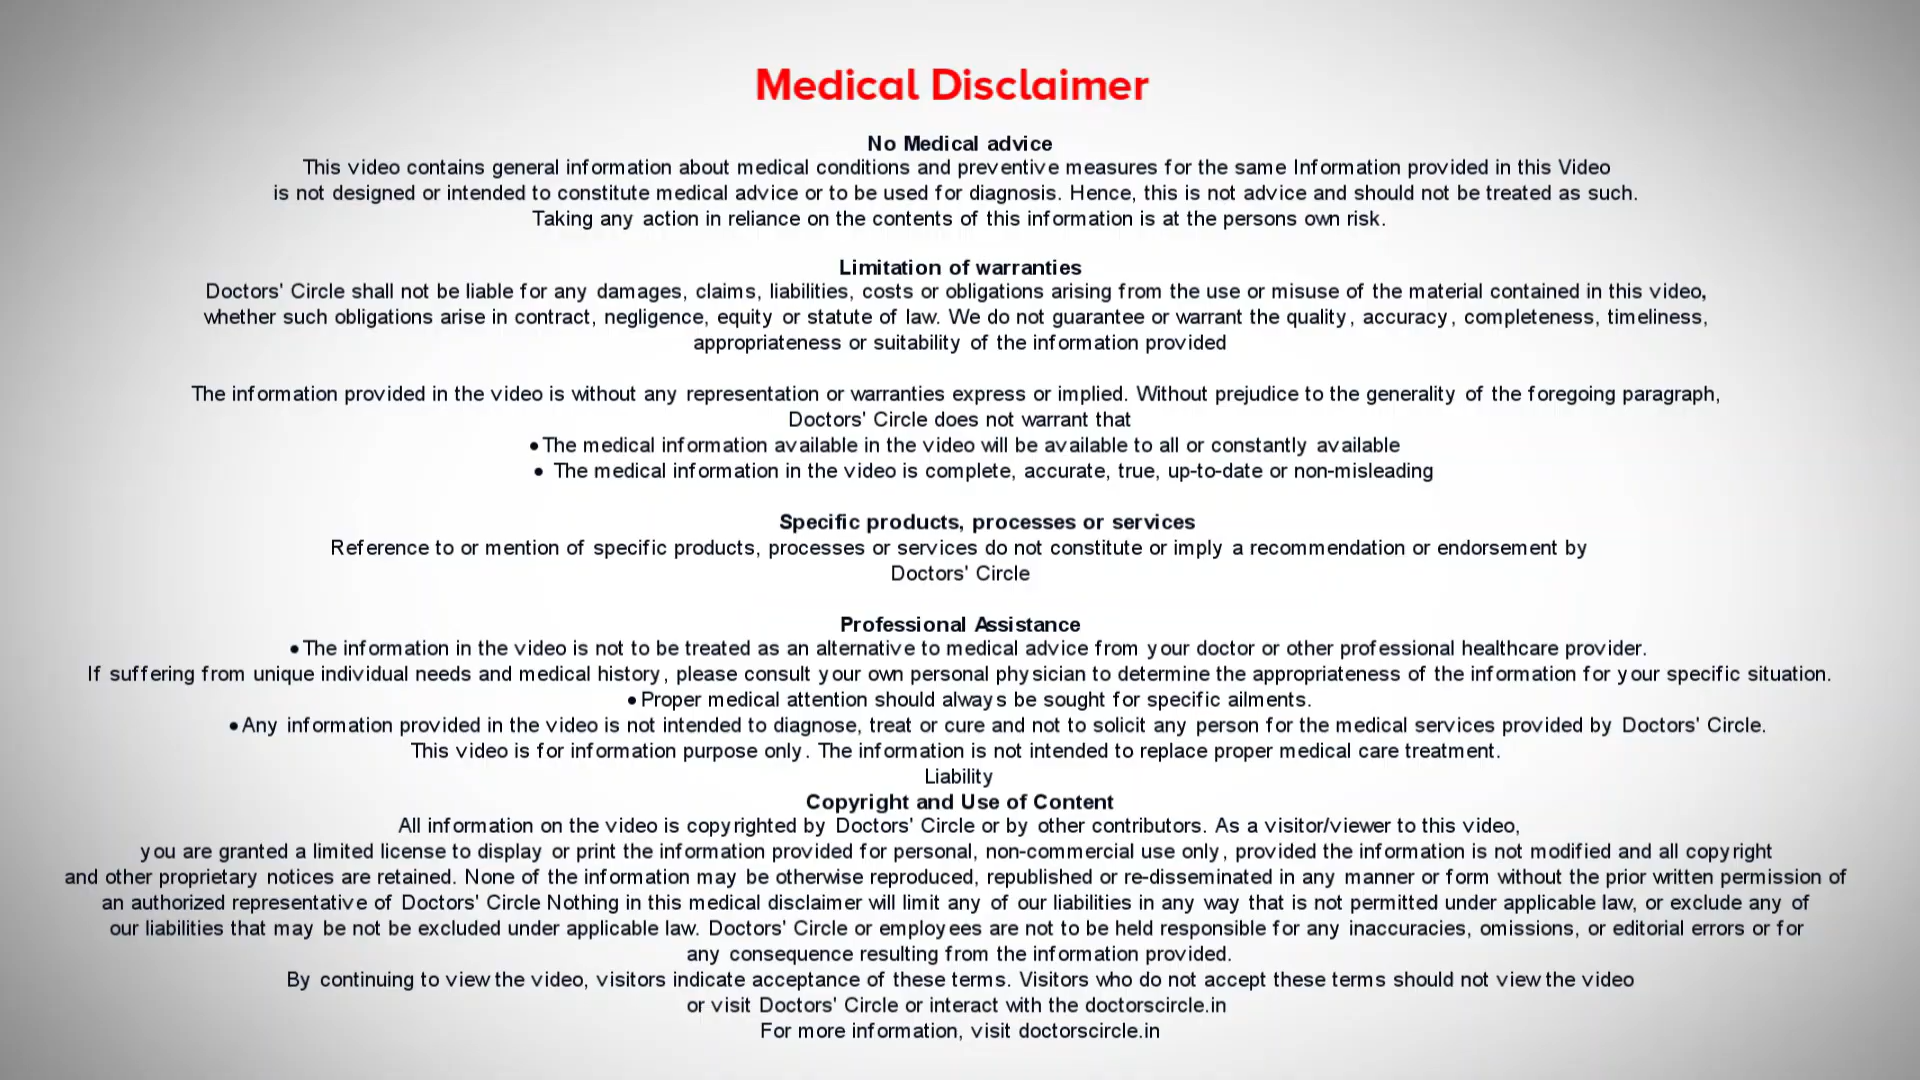 Medical Disclaimer
No Medical advice
This video contains general information about medical conditions and preventive measures for the same Information provided in this Video
is not designed or intended to constitute medical advice or to be used for diagnosis. Hence, this is not advice and should not be treated as such.
Taking any action in reliance on the contents of this information is at the persons own risk.
Limitation of warranties
Doctors' Circle shall not be liable for any damages, claims, liabilities, costs or obligations arising from the use or misuse of the material contained in this video,
whether such obligations arise in contract, negligence, equity or statute of law. We do not guarantee or warrant the quality, accuracy, completeness, timeliness,
appropriateness or suitability of the information provided
The information provided in the video is without any representation or warranties express or implied. Without prejudice to the generality of the foregoing paragraph,
Doctors' Circle does not warrant that
• The medical information available in the video will be available to all or constantly available
• The medical information in the video is complete, accurate, true, up-to-date or non-misleading
Specific products, processes or services
Reference to or mention of specific products, processes or services do not constitute or imply a recommendation or endorsement by
Doctors' Circle
Professional Assistance
• The information in the video is not to be treated as an alternative to medical advice from your doctor or other professional healthcare provider.
If suffering from unique individual needs and medical history, please consult your own personal physician to determine the appropriateness of the information for your specific situation.
• Proper medical attention should always be sought for specific ailments.
• Any information provided in the video is not intended to diagnose, treat or cure and not to solicit any person for the medical services provided by Doctors' Circle.
This video is for information purpose only. The information is not intended to replace proper medical care treatment.
Liability
Copyright and Use of Content
All information on the video is copyrighted by Doctors' Circle or by other contributors. As a visitor/viewer to this video,
you are granted a limited license to display or print the information provided for personal, non-commercial use only, provided the information is not modified and all copyright
and other proprietary notices are retained. None of the information may be otherwise reproduced, republished or re-disseminated in any manner or form without the prior written permission of
an authorized representative of Doctors' Circle Nothing in this medical disclaimer will limit any of our liabilities in any way that is not permitted under applicable law, or exclude any of
our liabilities that may be not be excluded under applicable law. Doctors' Circle or employees are not to be held responsible for any inaccuracies, omissions, or editorial errors or for
any consequence resulting from the information provided.
By continuing to view the video, visitors indicate acceptance of these terms. Visitors who do not accept these terms should not view the video
or visit Doctors' Circle or interact with the doctorscircle.in
For more information, visit doctorscircle.in